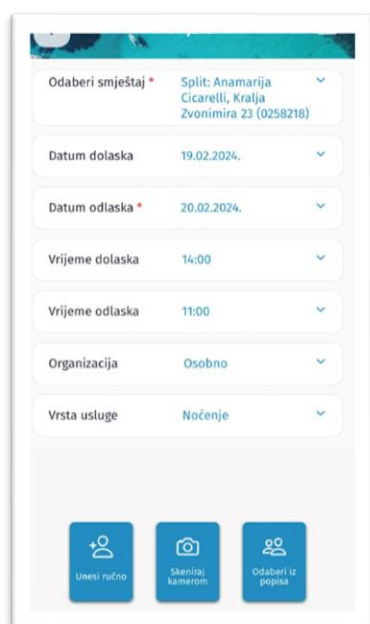 Odaberi smještaj * Split: Anamarija
Cicarelli, Kralja
Zvonimira 23 (0258218)
Datum dolaska 19.02.2024.
Datum odlaska * 20.02.2024.
Vrijeme dolaska 14:00
Vrijeme odlaska 11:00
Organizacija Osobno
Vrsta usluge Noćenje
Unesi ručno
Skeniraj
kamerom
Odaberi iz
popisa